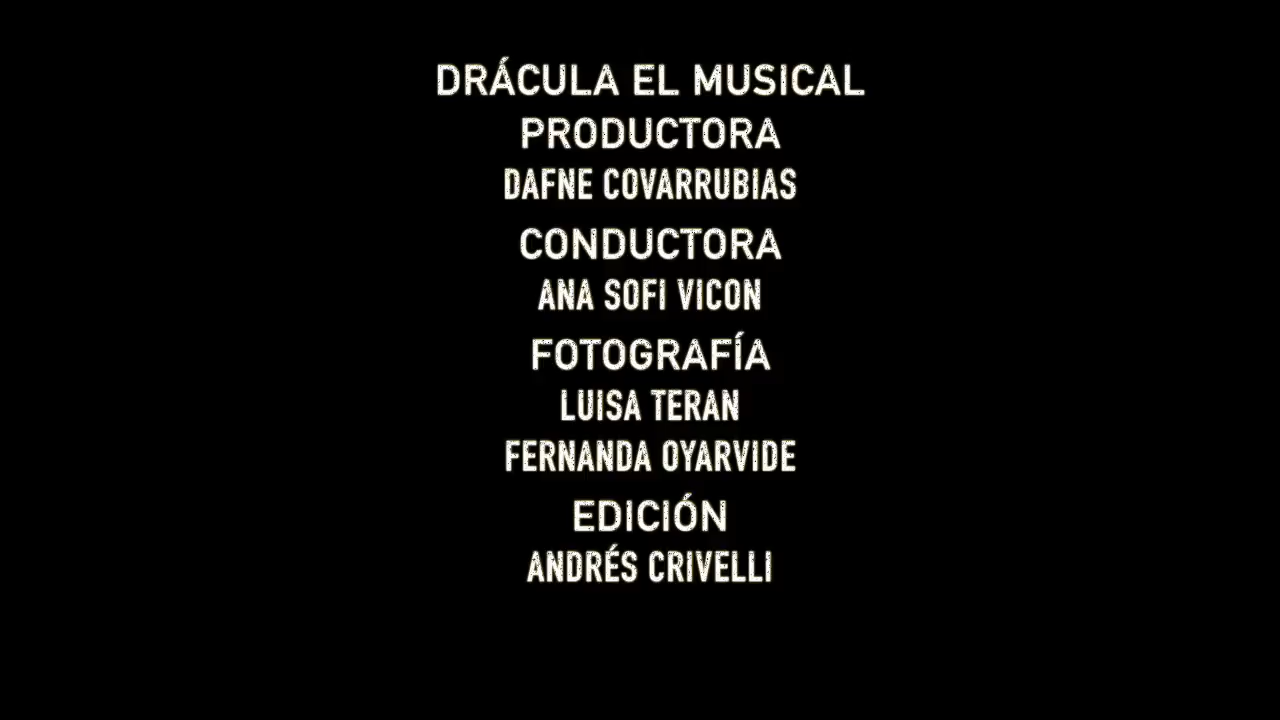 DRÁCULA EL MUSICAL
PRODUCTORA
DAFNE COVARRUBIAS
CONDUCTORA
ANA SOFI VICON
FOTOGRAFÍA
LUISA TERAN
FERNANDA OYARVIDE
EDICIÓN
ANDRÉS CRIVELLI